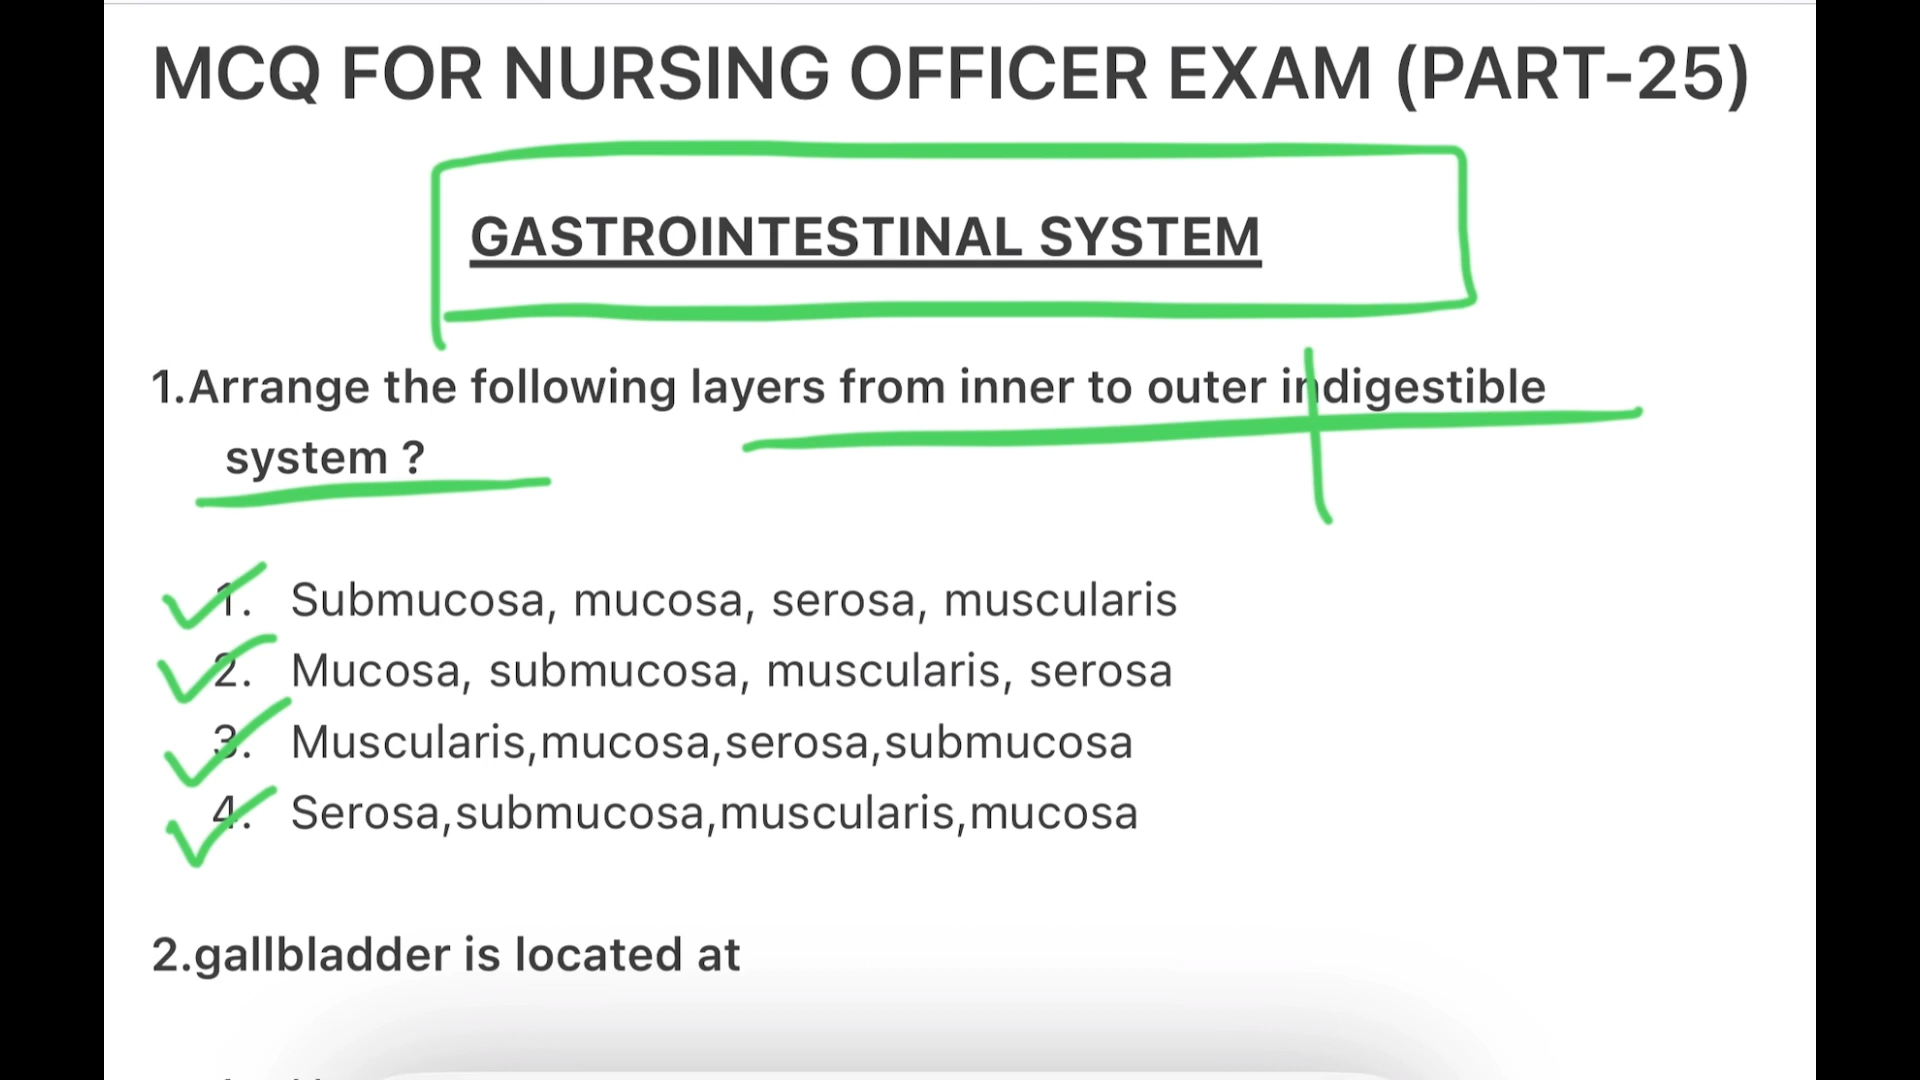 MCQ FOR NURSING OFFICER EXAM (PART-25)
GASTROINTESTINAL SYSTEM
1.Arrange the following layers from inner to outer indigestible
system ?
1. Submucosa, mucosa, serosa, muscularis
2. Mucosa, submucosa, muscularis, serosa
3. Muscularis,mucosa,serosa,submucosa
4. Serosa,submucosa,muscularis,mucosa
2.gallbladder is located at